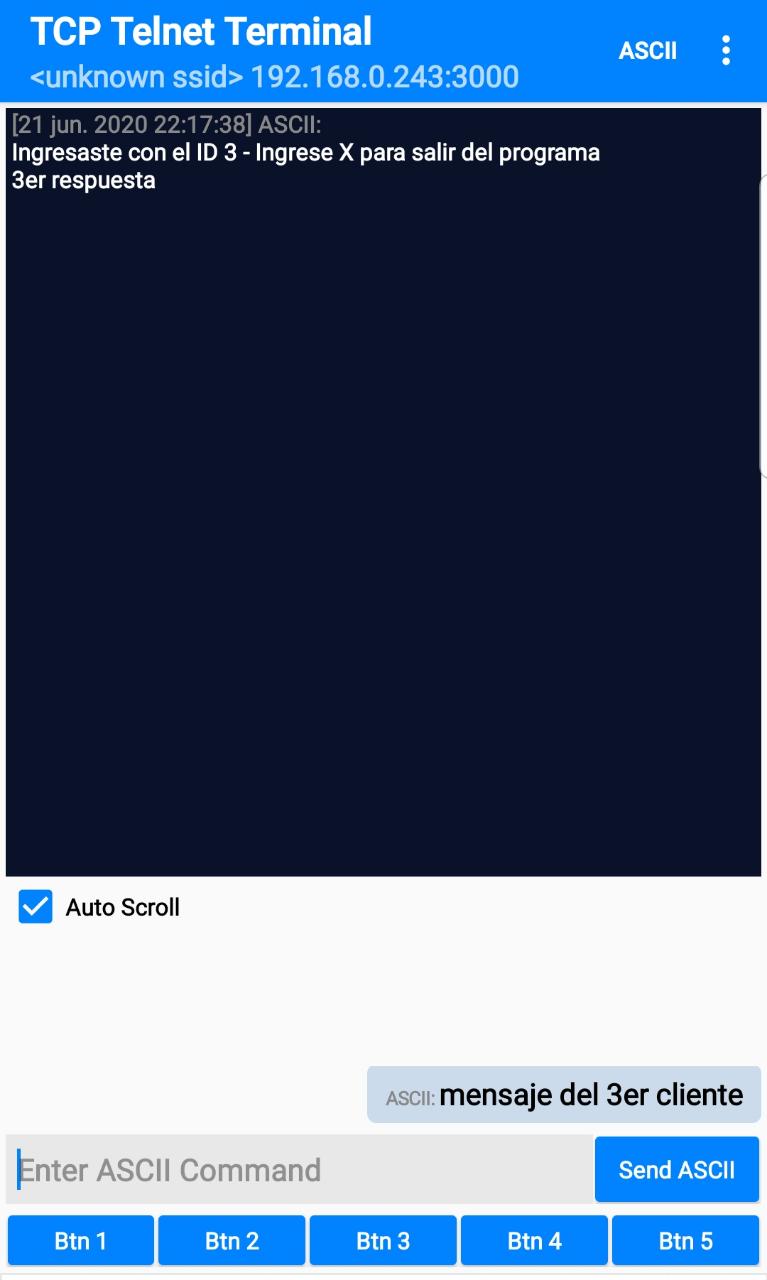 TCP Telnet Terminal
<unknown ssid> 192.168.0.243:3000
ASCII
[21 jun. 2020 22:17:38] ASCII:
Ingresaste con el ID 3 - Ingrese X para salir del programa
3er respuesta
Auto Scroll
ASCII: mensaje del 3er cliente
Enter ASCII Command
Send ASCII
Btn 1
Btn 2
Btn 3
Btn 4
Btn 5